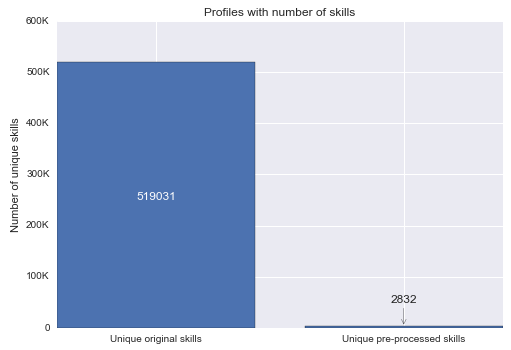 Profiles with number of skills
600K
500K
400K
300K
200K
100K
0
Number of unique skills
519031
2832
Unique original skills
Unique pre-processed skills